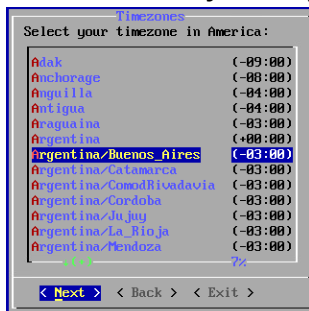 Timezones
Select your timezone in America:
Adak (-09:00)
Anchorage (-08:00)
Anguilla (-04:00)
Antigua (-04:00)
Araguaina (-03:00)
Argentina (+00:00)
Argentina/Buenos_Aires (-03:00)
Argentina/Catamarca (-03:00)
Argentina/ComodRivadavia (-03:00)
Argentina/Cordoba (-03:00)
Argentina/Jujuy (-03:00)
Argentina/La_Rioja (-03:00)
Argentina/Mendoza (-03:00)
↓(+) 7%
< Next > < Back > < Exit >